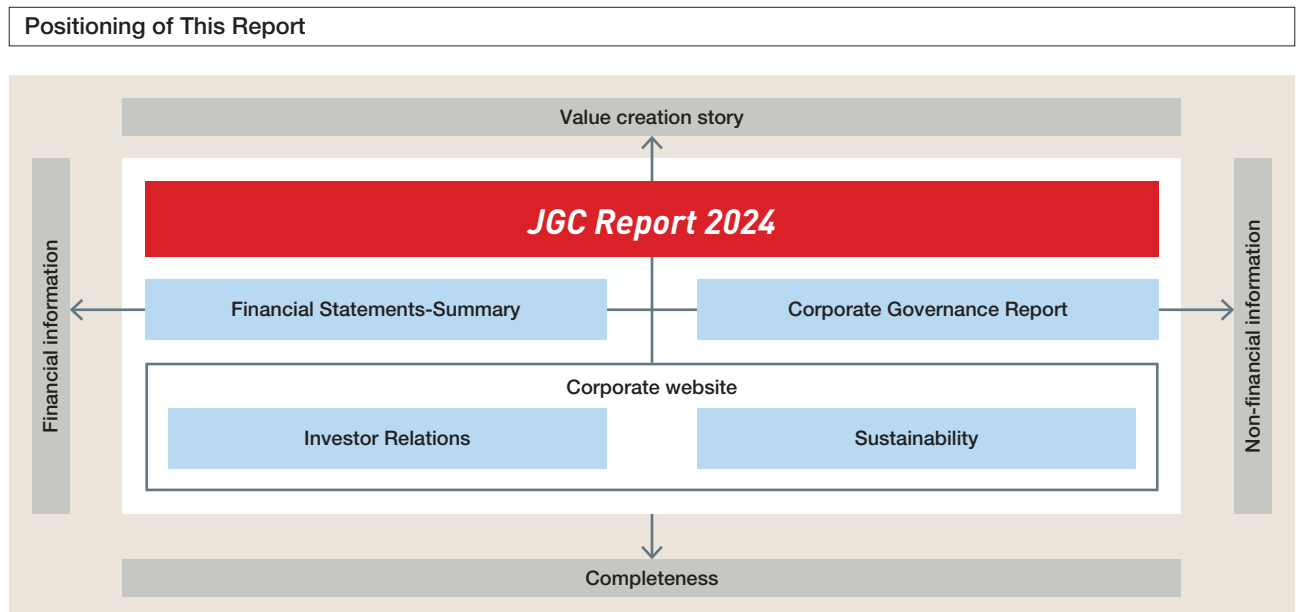 Positioning of This Report
Value creation story
Financial information
JGC Report 2024
Financial Statements-Summary
Corporate Governance Report
Corporate website
Investor Relations
Sustainability
Non-financial information
Completeness